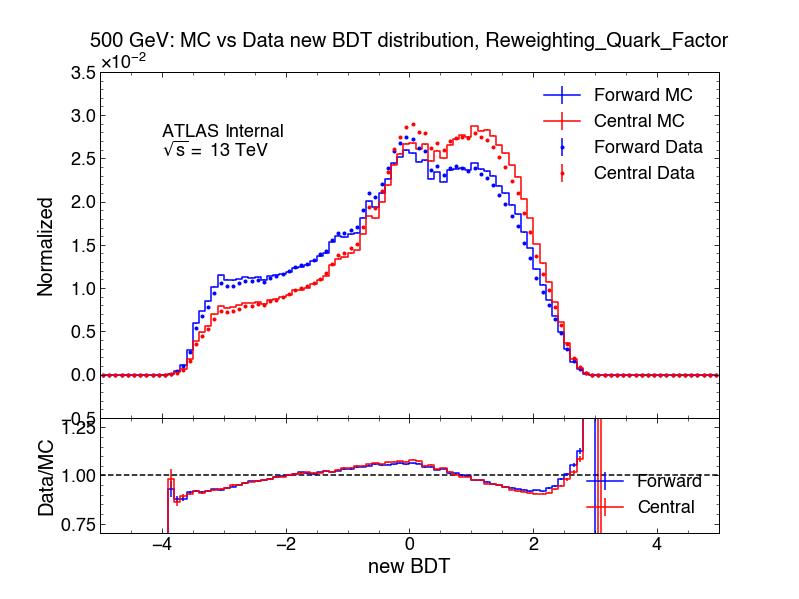 500 GeV: MC vs Data new BDT distribution, Reweighting_Quark_Factor
×10⁻²
3.5
3.0
2.5
2.0
1.5
1.0
0.5
0.0
−0.5
Normalized
ATLAS Internal
√s = 13 TeV
Forward MC
Central MC
Forward Data
Central Data
1.25
1.00
0.75
Data/MC
Forward
Central
−4 −2 0 2 4
new BDT